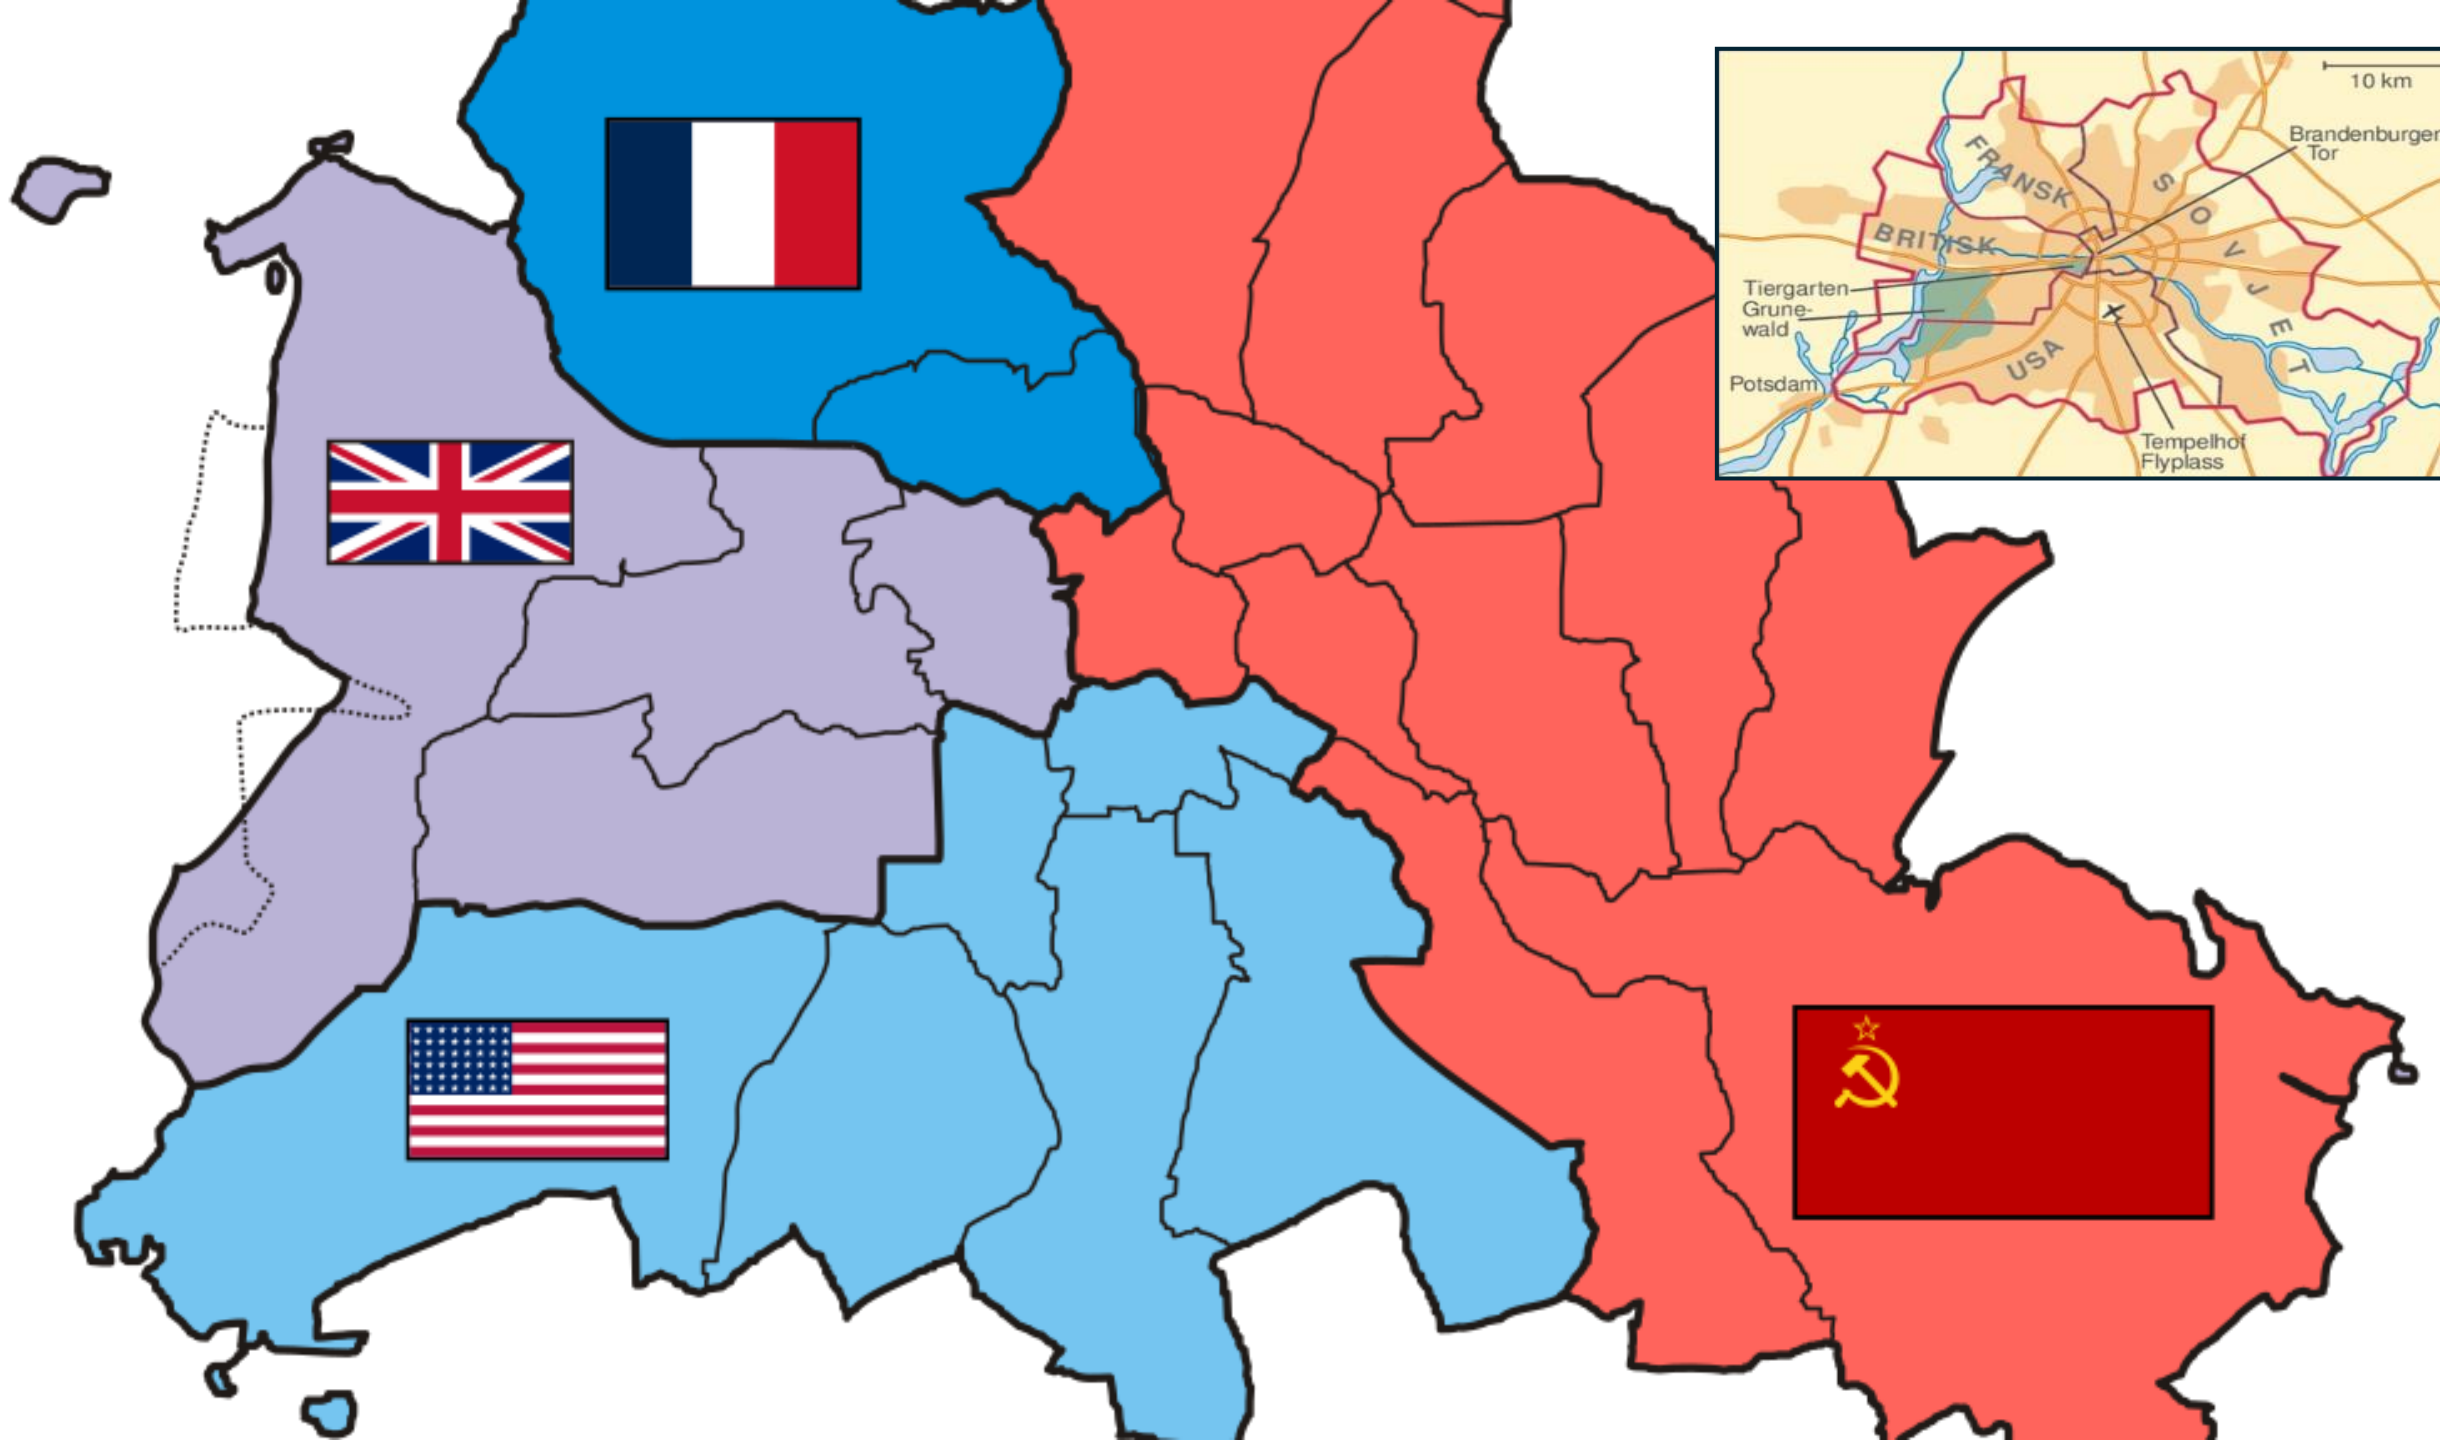 10 km
Brandenburger
Tor
FRANSK
SOVJET
BRITISK
Tiergarten
Grune-
wald
USA
Potsdam
Tempelhof
Flyplass